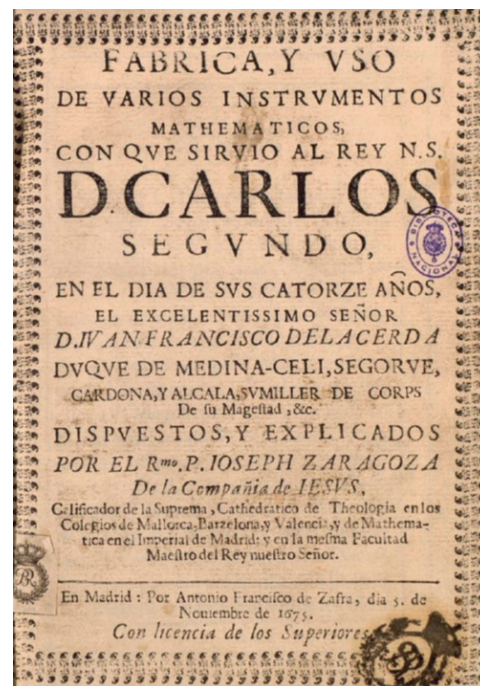 FABRICA, Y VSO
DE VARIOS INSTRVMENTOS
MATHEMATICOS,
CON QVE SIRVIO AL REY N.S.
D. CARLOS
SEGVNDO,
EN EL DIA DE SVS CATORZE AÑOS,
EL EXCELENTISSIMO SEÑOR
D. IVAN FRANCISCO DE LA CERDA
DVQVE DE MEDINA-CELI, SEGORVE,
CARDONA, Y ALCALA, SVMILLER DE CORPS
De su Magestad, &c.
DISPVESTOS, Y EXPLICADOS
POR EL Rmo. P. IOSEPH ZARAGOZA
De la Compañia de IESVS,
Calificador de la Suprema, Cathedratico de Theologia en los
Colegios de Mallorca, Barzelona, y Valencia, y de Mathema-
tica en el Imperial de Madrid: y en la mesma Facultad
Maestro del Rey nuestro Señor.
En Madrid: Por Antonio Francisco de Zafra, dia 5. de
Nouiembre de 1675.
Con licencia de los Superiores.
BIBLIOTECA NACIONAL
BR